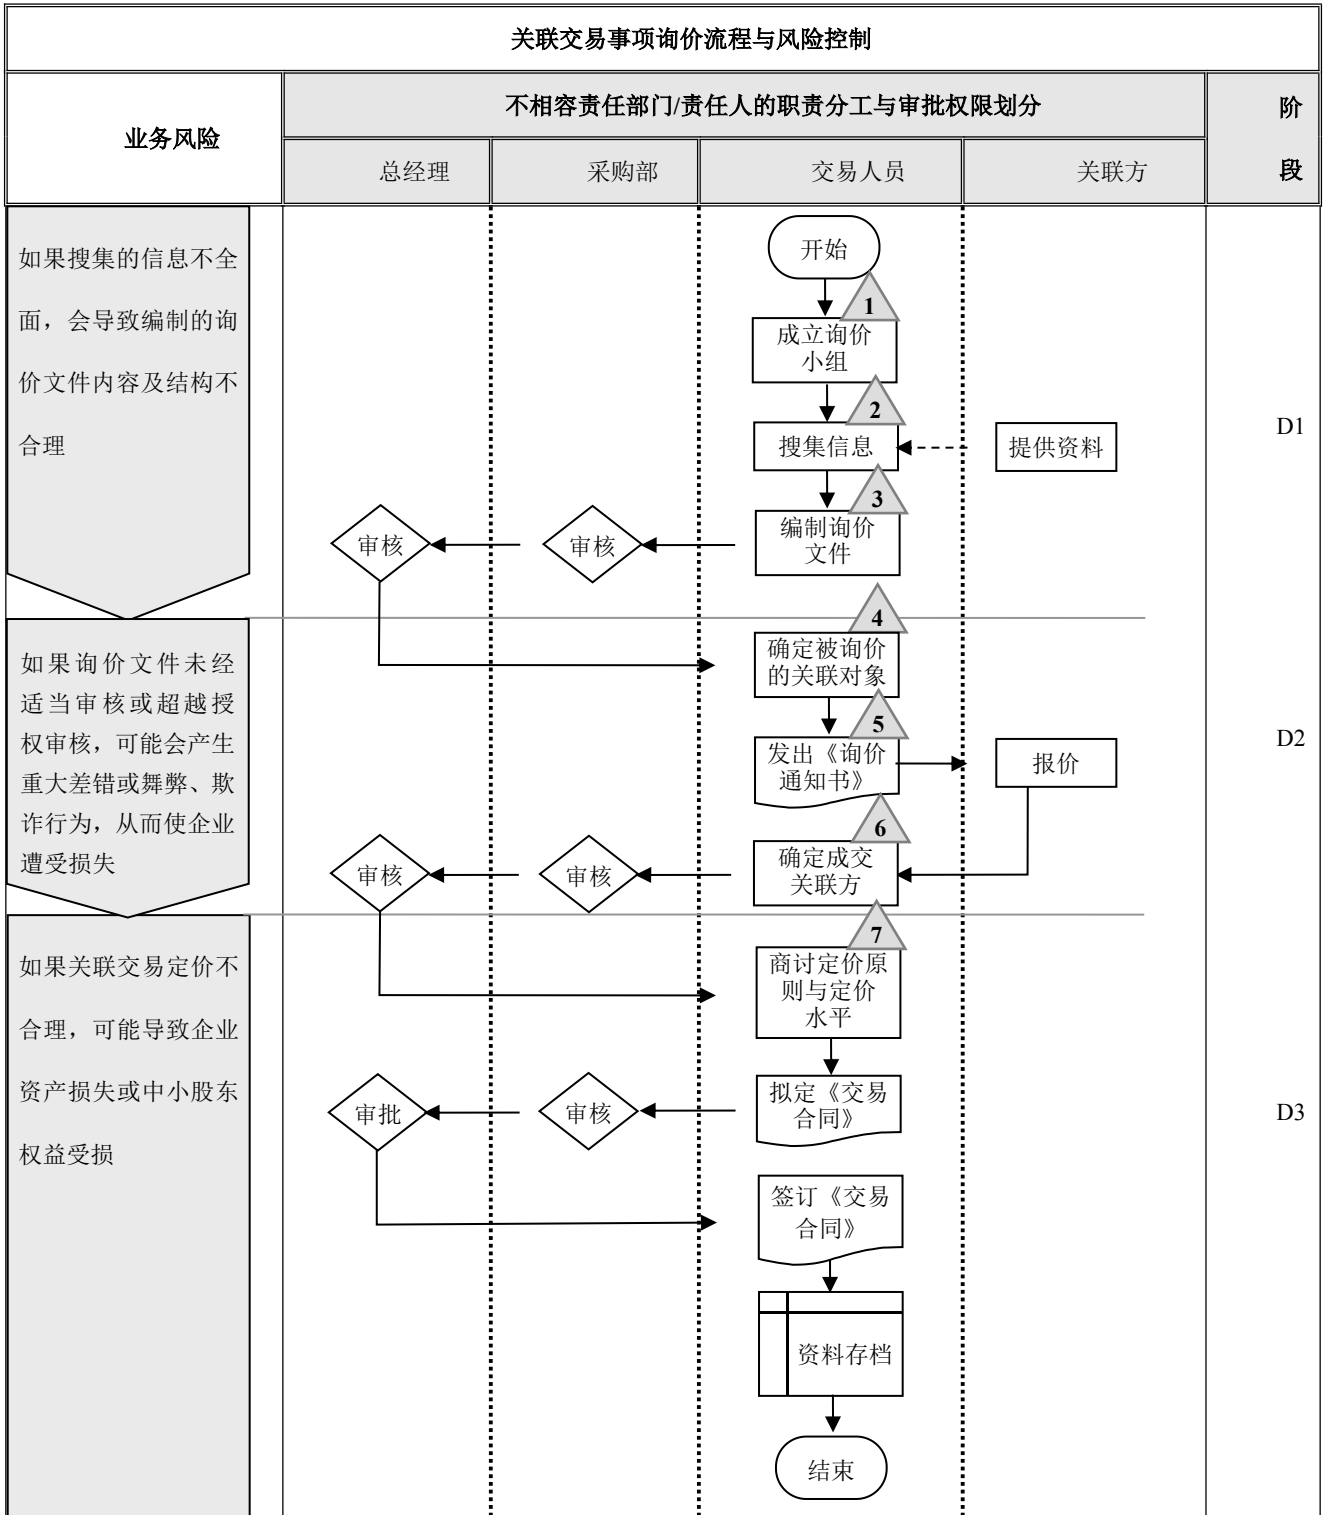 关联交易事项询价流程与风险控制
业务风险
不相容责任部门/责任人的职责分工与审批权限划分
阶
段
总经理
采购部
交易人员
关联方
如果搜集的信息不全
面，会导致编制的询
价文件内容及结构不
合理
开始
1
成立询价
小组
2
搜集信息
提供资料
D1
3
编制询价
文件
审核
审核
如果询价文件未经
适当审核或超越授
权审核，可能会产生
重大差错或舞弊、欺
诈行为，从而使企业
遭受损失
4
确定被询价
的关联对象
5
发出《询价
通知书》
报价
D2
6
确定成交
关联方
审核
审核
如果关联交易定价不
合理，可能导致企业
资产损失或中小股东
权益受损
7
商讨定价原
则与定价
水平
拟定《交易
合同》
审核
审批
D3
签订《交易
合同》
资料存档
结束